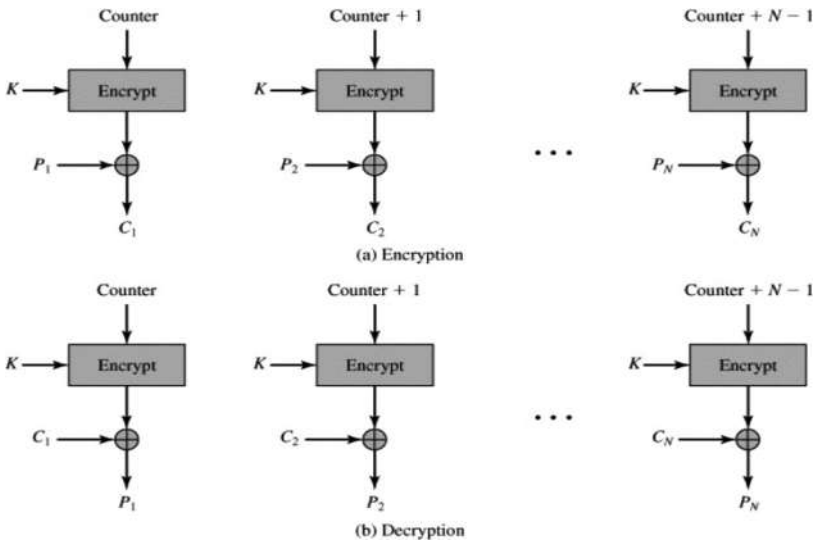 Counter Counter + 1 Counter + N − 1
K Encrypt K Encrypt K Encrypt
P1 P2 . . . PN
C1 C2 CN
(a) Encryption
Counter Counter + 1 Counter + N − 1
K Encrypt K Encrypt K Encrypt
C1 C2 . . . CN
P1 P2 PN
(b) Decryption